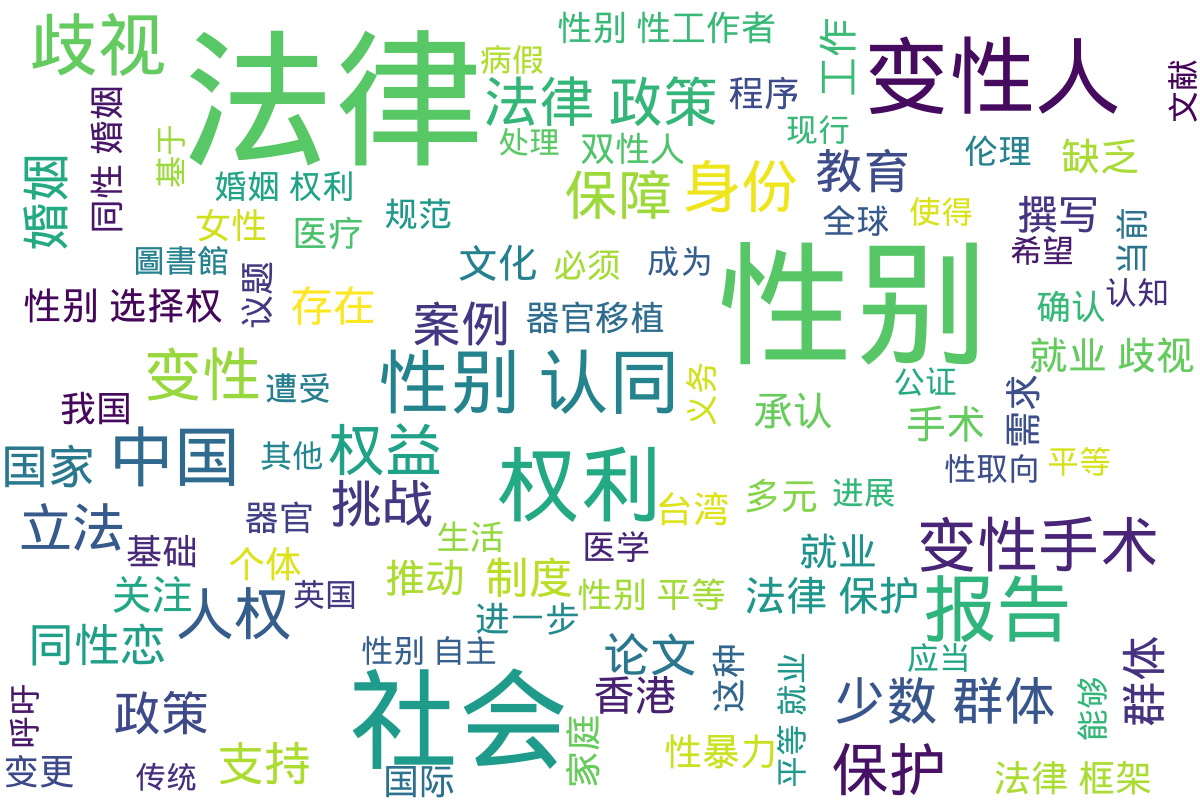 歧视
法律
性别 性工作者
病假
法律 政策
程序
工作
变性人
文献
同性 婚姻
基于
处理
双性人
现行
伦理
缺乏
婚姻
婚姻 权利
保障
身份
教育
女性
医疗
规范
全球
使得
撰写
当前
希望
圖書館
议题
文化
必须
成为
性别
性别 选择权
存在
案例
器官移植
确认
认知
变性
遭受
性别 认同
义务
公证
就业 歧视
我国
承认
手术
需求
中国
国家
其他
权益
权利
性取向
平等
挑战
台湾
多元
进展
立法
器官
生活
医学
变性手术
基础
个体
就业
推动
制度
性别 平等
法律 保护
报告
关注
人权
英国
进一步
同性恋
性别 自主
论文
这种
平等 就业
应当
群体
呼吁
政策
社会
香港
少数 群体
能够
家庭
性暴力
保护
变更
传统
支持
国际
法律 框架